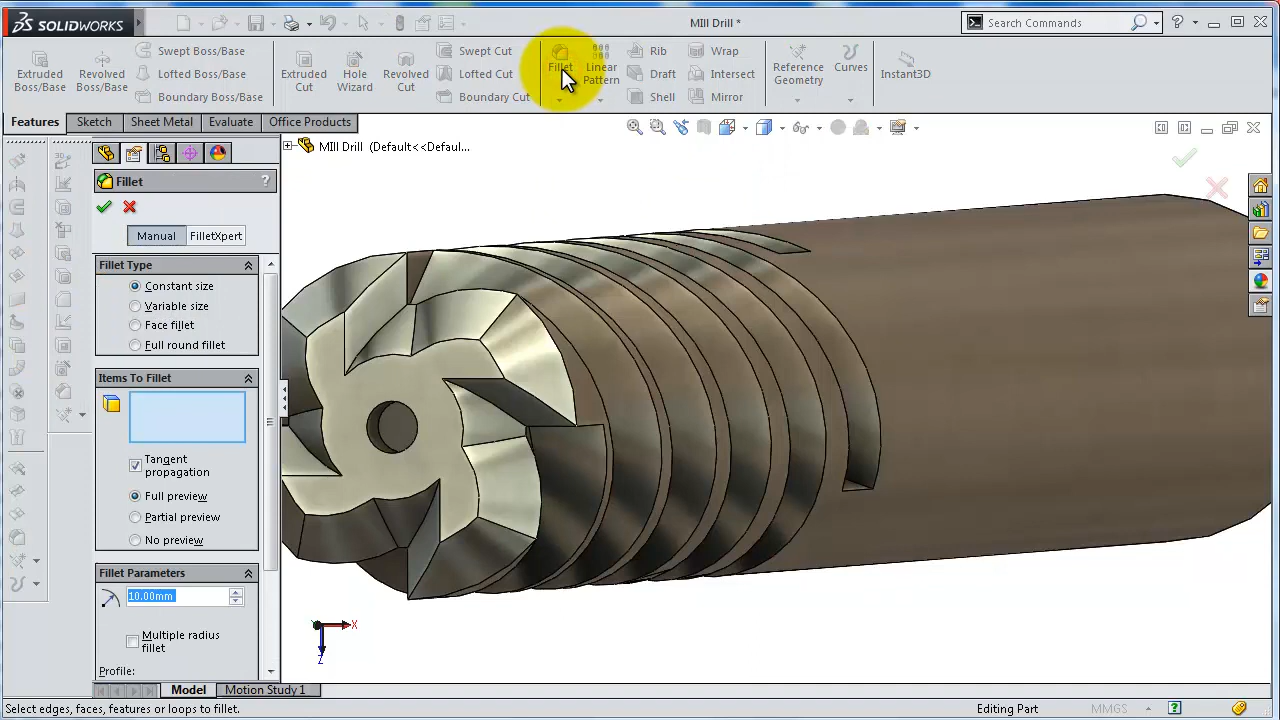 SOLIDWORKS
MIll Drill *
Search Commands
?
Extruded Boss/Base
Revolved Boss/Base
Swept Boss/Base
Lofted Boss/Base
Boundary Boss/Base
Extruded Cut
Hole Wizard
Revolved Cut
Swept Cut
Lofted Cut
Boundary Cut
Fillet
Linear Pattern
Rib
Draft
Shell
Wrap
Intersect
Mirror
Reference Geometry
Curves
Instant3D
Features
Sketch
Sheet Metal
Evaluate
Office Products
MIll Drill (Default<<Defaul...
Fillet
?
Manual
FilletXpert
Fillet Type
Constant size
Variable size
Face fillet
Full round fillet
Items To Fillet
Tangent
propagation
Full preview
Partial preview
No preview
Fillet Parameters
10.00mm
Multiple radius
fillet
Profile:
X
Z
Model
Motion Study 1
Select edges, faces, features or loops to fillet.
Editing Part
MMGS
?